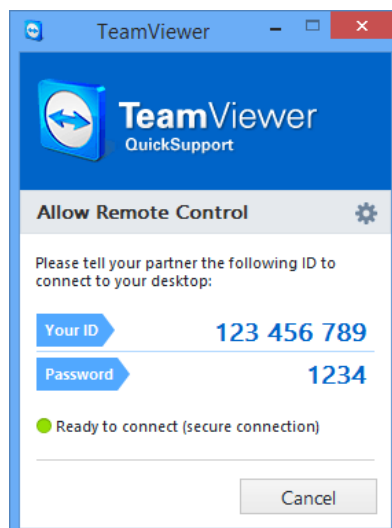 TeamViewer
TeamViewer
QuickSupport
Allow Remote Control
Please tell your partner the following ID to
connect to your desktop:
Your ID 123 456 789
Password 1234
Ready to connect (secure connection)
Cancel